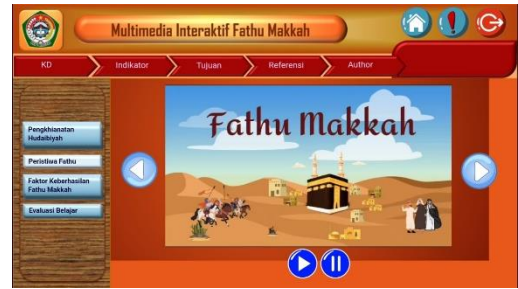 Multimedia Interaktif Fathu Makkah
KD
Indikator
Tujuan
Referensi
Author
Pengkhianatan
Hudaibiyah
Peristiwa Fathu
Faktor Keberhasilan
Fathu Makkah
Evaluasi Belajar
Fathu Makkah